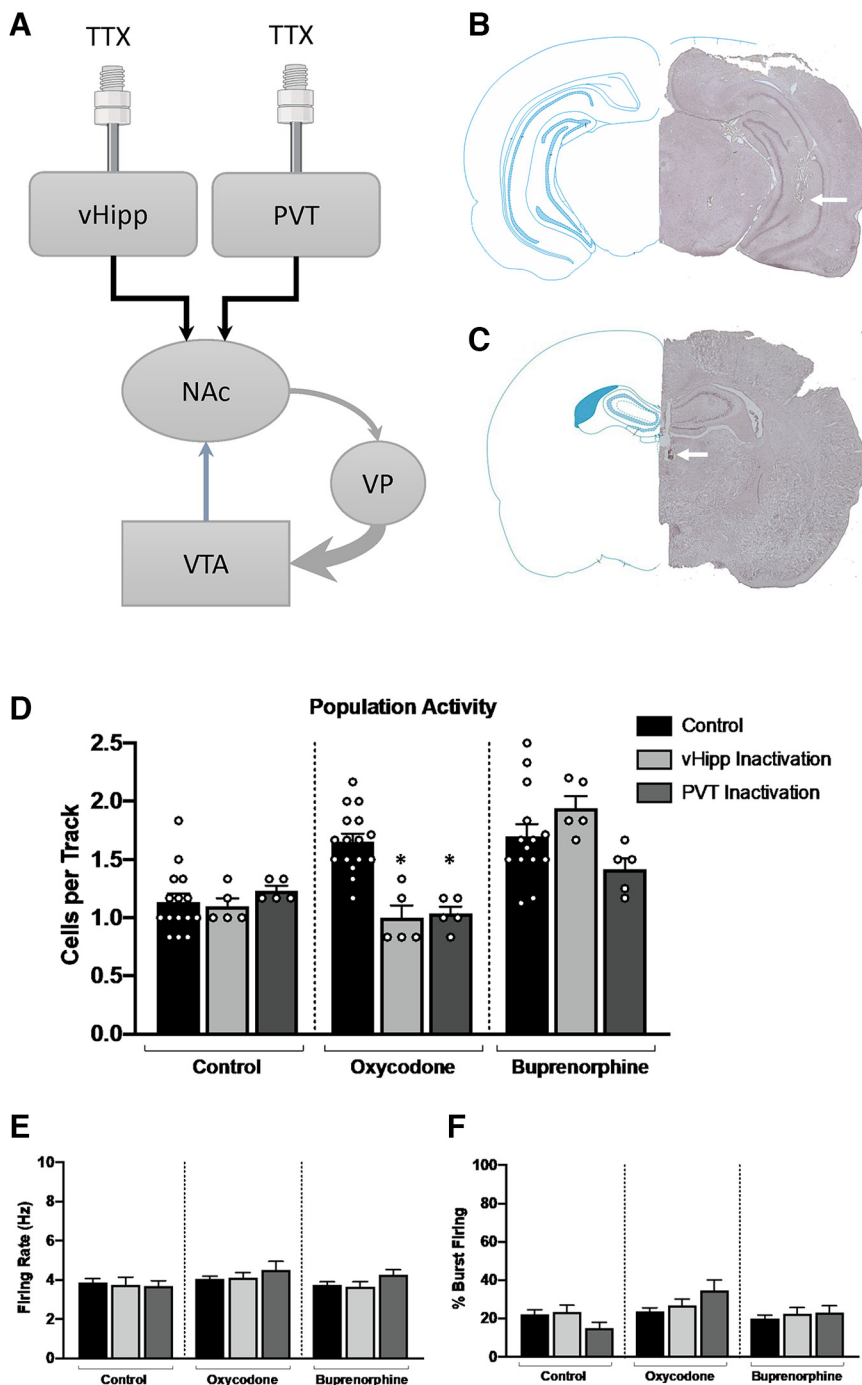 A
TTX
TTX
vHipp
PVT
NAc
VP
VTA
B
C
D
Population Activity
Control
vHipp Inactivation
PVT Inactivation
Cells per Track
2.5
2.0
1.5
1.0
0.5
0.0
*
*
Control
Oxycodone
Buprenorphine
E
Firing Rate (Hz)
10
8
6
4
2
0
Control
Oxycodone
Buprenorphine
F
% Burst Firing
100
80
60
40
20
0
Control
Oxycodone
Buprenorphine